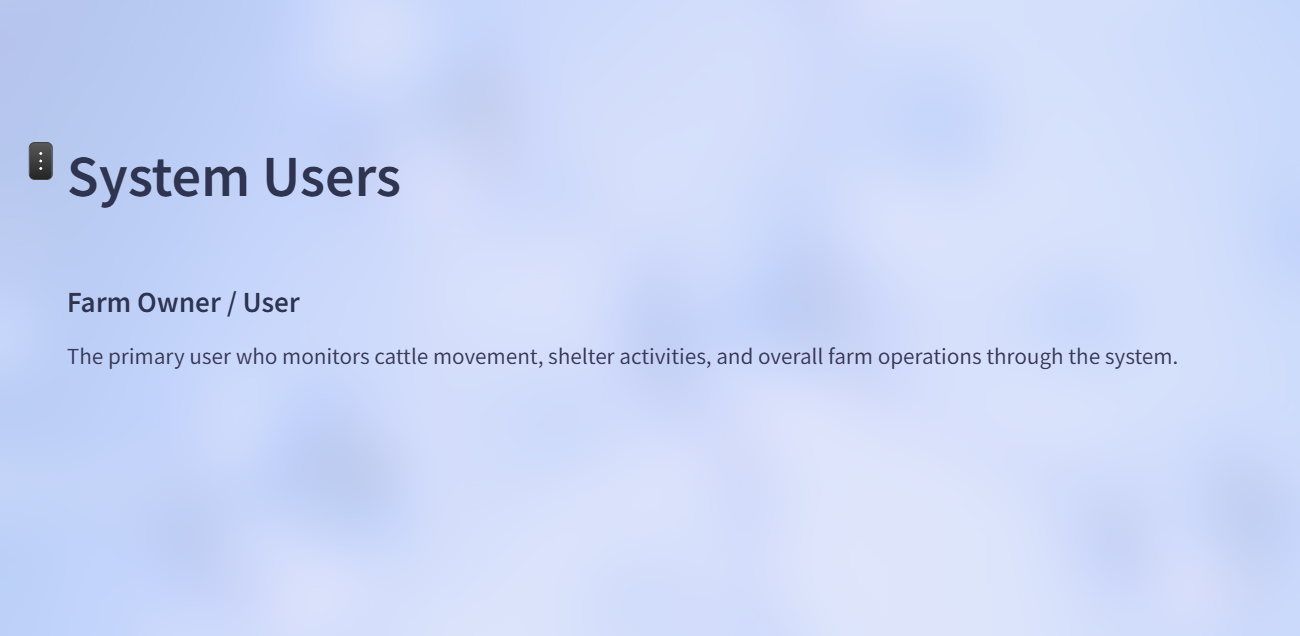 System Users
Farm Owner / User
The primary user who monitors cattle movement, shelter activities, and overall farm operations through the system.